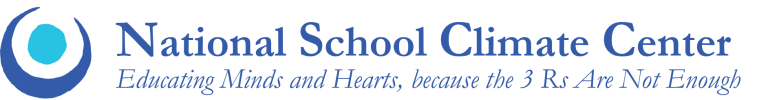 National School Climate Center
Educating Minds and Hearts, because the 3 Rs Are Not Enough